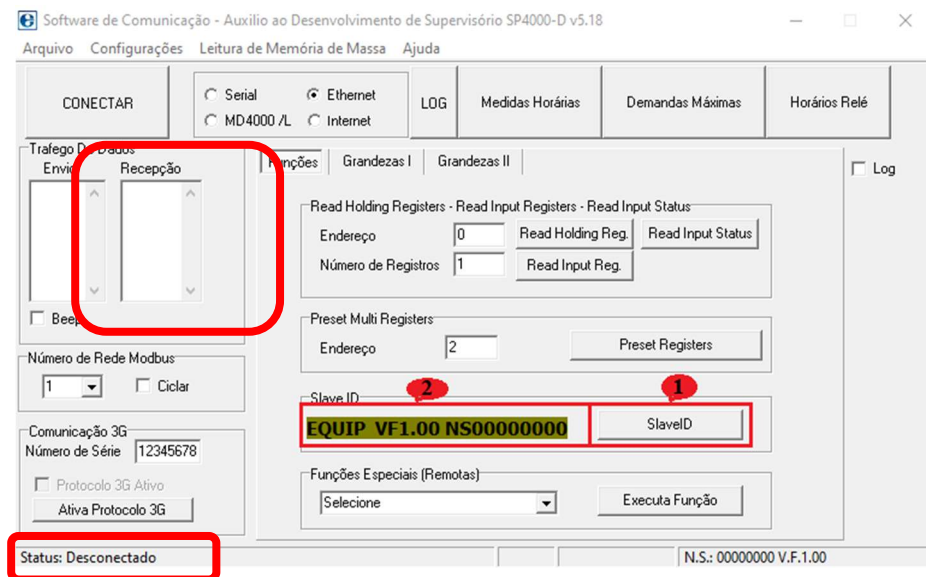 Software de Comunicação - Auxilio ao Desenvolvimento de Supervisório SP4000-D v5.18
Arquivo Configurações Leitura de Memória de Massa Ajuda
CONECTAR
Serial Ethernet
MD4000 /L Internet
LOG
Medidas Horárias
Demandas Máximas
Horários Relé
Trafego De Dados
Envio Recepção
Beep
Número de Rede Modbus
1 Ciclar
Comunicação 3G
Número de Série 12345678
Protocolo 3G Ativo
Ativa Protocolo 3G
Funções Grandezas I Grandezas II
Log
Read Holding Registers - Read Input Registers - Read Input Status
Endereço 0 Read Holding Reg. Read Input Status
Número de Registros 1 Read Input Reg.
Preset Multi Registers
Endereço 2 Preset Registers
Slave ID
2 1
EQUIP VF1.00 NS00000000 SlaveID
Funções Especiais (Remotas)
Selecione Executa Função
Status: Desconectado N.S.: 00000000 V.F.1.00